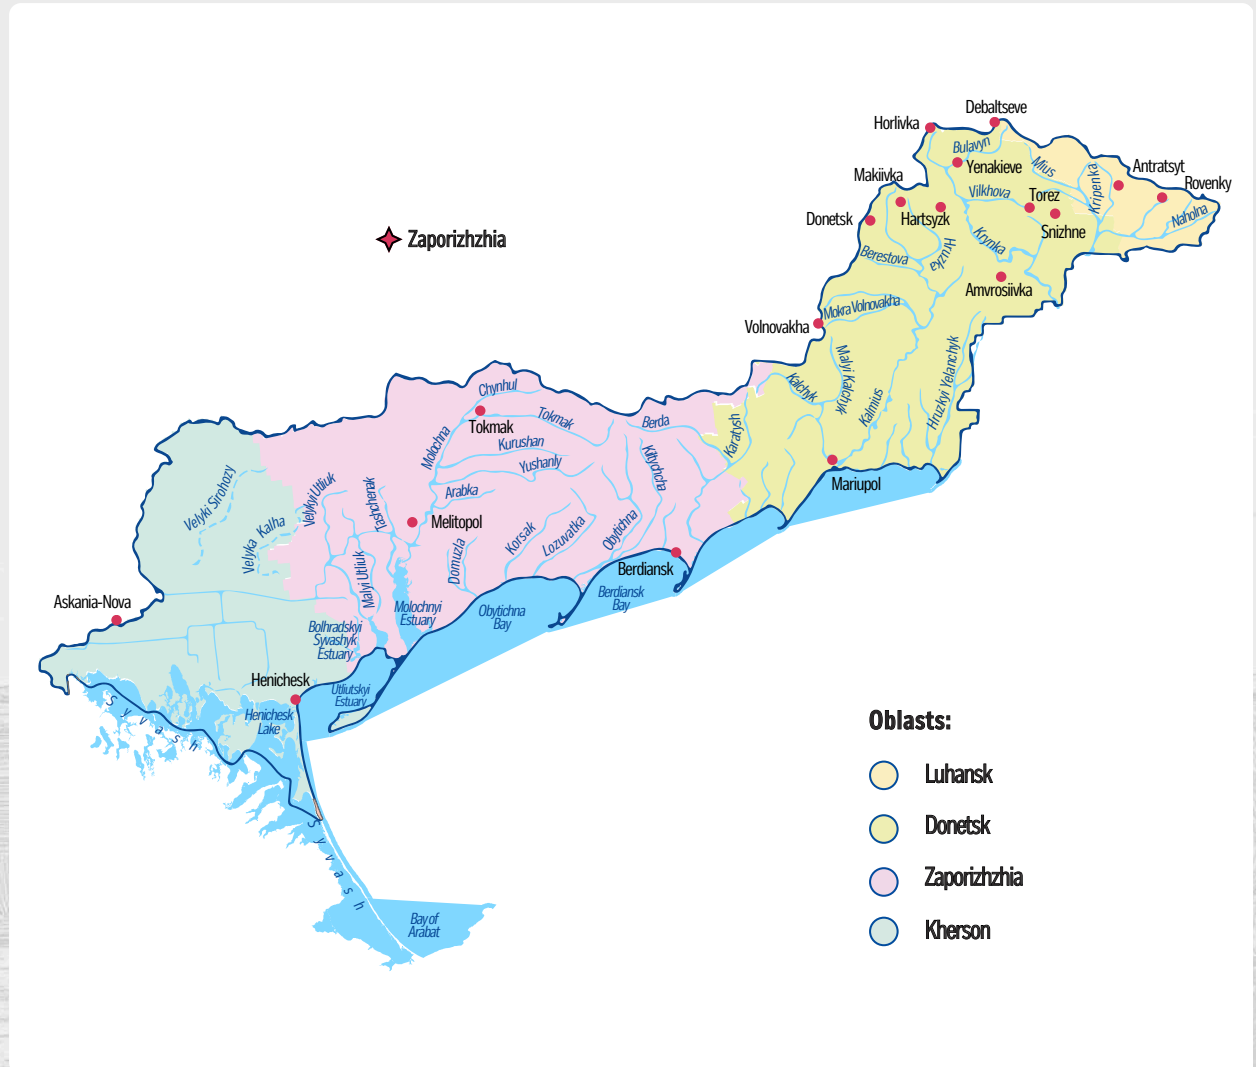 Debaltseve
Horlivka
Bulavyn
Yenakiieve
Mius
Kripenka
Antratsyt
Rovenky
Makiivka
Vilkhova
Torez
Naholna
Donetsk
Hartsyzk
Snizhne
Krynka
Hruzka
Berestova
Zaporizhzhia
Amvrosiivka
Mokra Volnovakha
Volnovakha
Malyi Kalchyk
Kalchyk
Kalmius
Hruzkyi Yelanchyk
Chynhul
Tokmak
Tokmak
Berda
Karatysh
Molochna
Kurushan
Yushanly
Kiltychcha
Arabka
Velyki Sirohozy
Velykyi Utliuk
Tashchenak
Mariupol
Melitopol
Velyka Kalha
Korsak
Lozuvatka
Obytichna
Domuzla
Malyi Utliuk
Berdiansk
Askania-Nova
Molochnyi
Estuary
Obytichna
Bay
Berdiansk
Bay
Bolhradskyi
Sywashyk
Estuary
Henichesk
Utliutskyi
Estuary
Henichesk
Lake
Syvash
Syvash
Bay of
Arabat
Oblasts:
Luhansk
Donetsk
Zaporizhzhia
Kherson